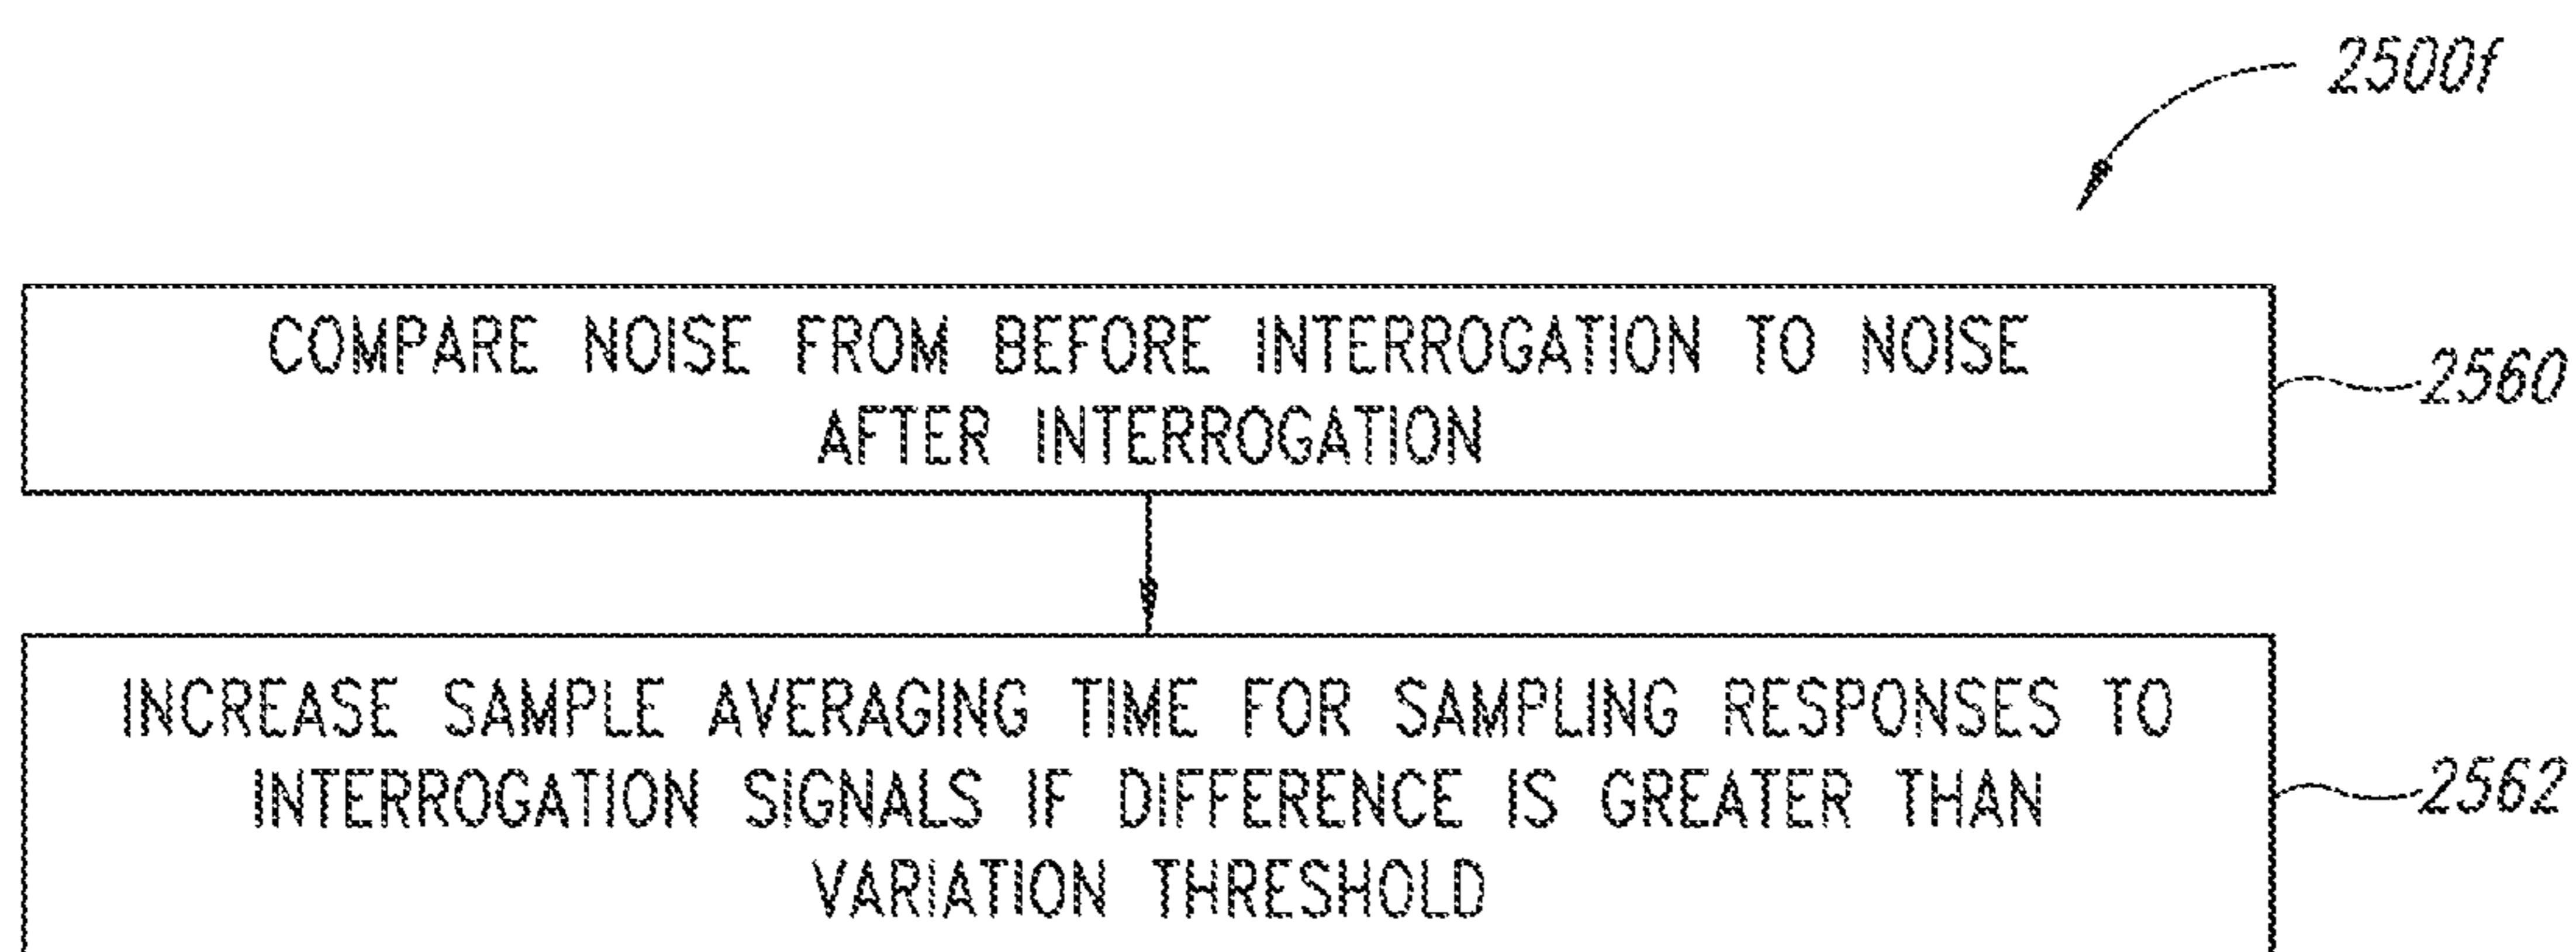 2500f
COMPARE NOISE FROM BEFORE INTERROGATION TO NOISE
AFTER INTERROGATION
2560
INCREASE SAMPLE AVERAGING TIME FOR SAMPLING RESPONSES TO
INTERROGATION SIGNALS IF DIFFERENCE IS GREATER THAN
VARIATION THRESHOLD
2562